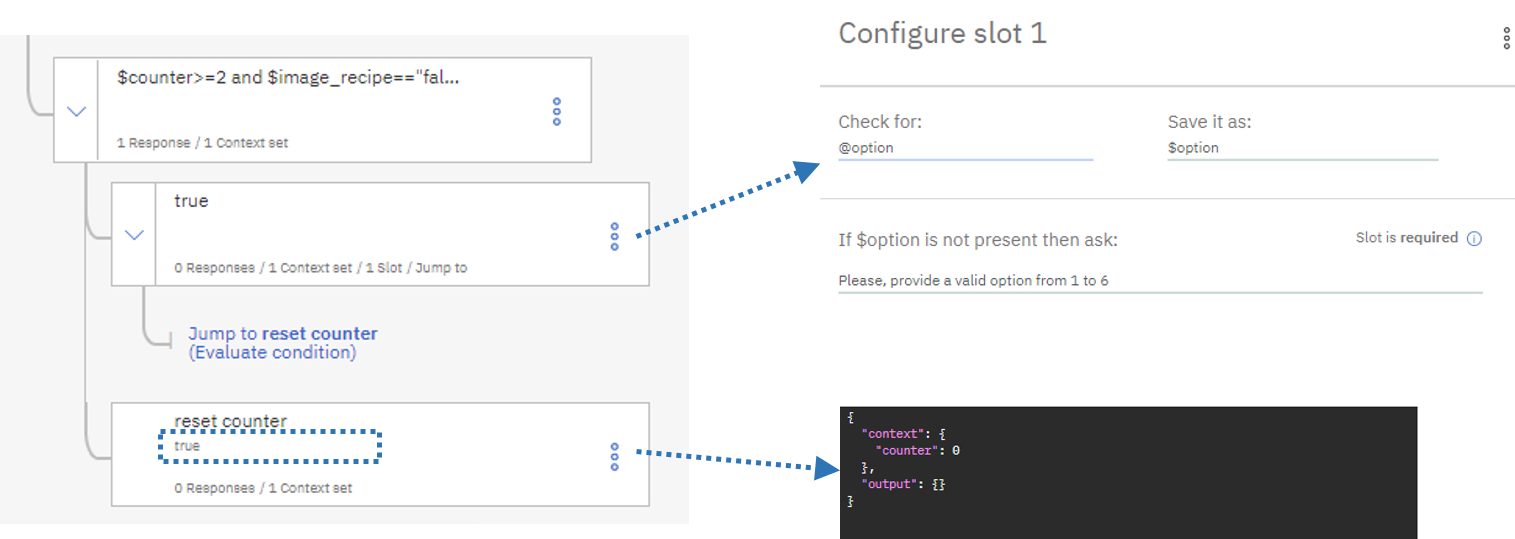 $counter>=2 and $image_recipe=="fal...
1 Response / 1 Context set
true
0 Responses / 1 Context set / 1 Slot / Jump to
Jump to reset counter
(Evaluate condition)
reset counter
true
0 Responses / 1 Context set
Configure slot 1
Check for:
Save it as:
@option
$option
If $option is not present then ask:
Slot is required
Please, provide a valid option from 1 to 6
{
"context": {
"counter": 0
},
"output": {}
}